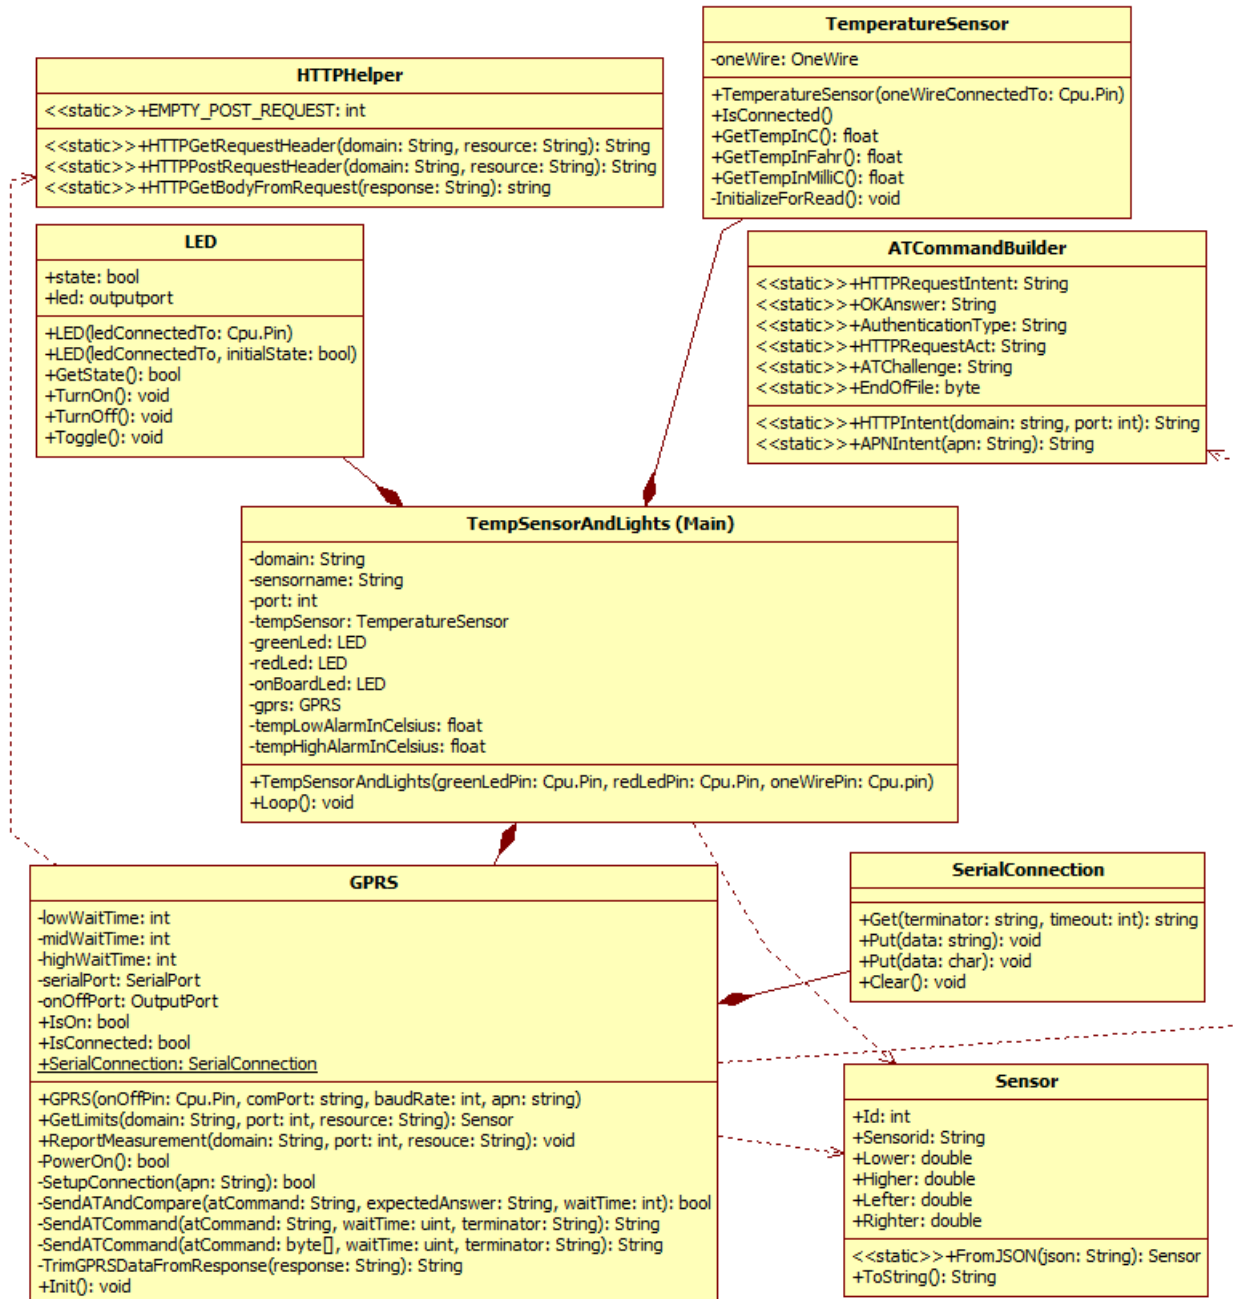 TemperatureSensor
-oneWire: OneWire
+TemperatureSensor(oneWireConnectedTo: Cpu.Pin)
+IsConnected()
+GetTempInC(): float
+GetTempInFahr(): float
+GetTempInMilliC(): float
-InitializeForRead(): void
HTTPHelper
<<static>>+EMPTY_POST_REQUEST: int
<<static>>+HTTPGetRequestHeader(domain: String, resource: String): String
<<static>>+HTTPPostRequestHeader(domain: String, resource: String): String
<<static>>+HTTPGetBodyFromRequest(response: String): string
LED
+state: bool
+led: outputport
+LED(ledConnectedTo: Cpu.Pin)
+LED(ledConnectedTo, initialState: bool)
+GetState(): bool
+TurnOn(): void
+TurnOff(): void
+Toggle(): void
ATCommandBuilder
<<static>>+HTTPRequestIntent: String
<<static>>+OKAnswer: String
<<static>>+AuthenticationType: String
<<static>>+HTTPRequestAct: String
<<static>>+ATChallenge: String
<<static>>+EndOfFile: byte
<<static>>+HTTPIntent(domain: string, port: int): String
<<static>>+APNIntent(apn: String): String
TempSensorAndLights (Main)
-domain: String
-sensorname: String
-port: int
-tempSensor: TemperatureSensor
-greenLed: LED
-redLed: LED
-onBoardLed: LED
-gprs: GPRS
-tempLowAlarmInCelsius: float
-tempHighAlarmInCelsius: float
+TempSensorAndLights(greenLedPin: Cpu.Pin, redLedPin: Cpu.Pin, oneWirePin: Cpu.pin)
+Loop(): void
GPRS
-lowWaitTime: int
-midWaitTime: int
-highWaitTime: int
-serialPort: SerialPort
-onOffPort: OutputPort
+IsOn: bool
+IsConnected: bool
+SerialConnection: SerialConnection
+GPRS(onOffPin: Cpu.Pin, comPort: string, baudRate: int, apn: string)
+GetLimits(domain: String, port: int, resource: String): Sensor
+ReportMeasurement(domain: String, port: int, resouce: String): void
-PowerOn(): bool
-SetupConnection(apn: String): bool
-SendATAndCompare(atCommand: String, expectedAnswer: String, waitTime: int): bool
-SendATCommand(atCommand: String, waitTime: uint, terminator: String): String
-SendATCommand(atCommand: byte[], waitTime: uint, terminator: String): String
-TrimGPRSDataFromResponse(response: String): String
+Init(): void
SerialConnection
+Get(terminator: string, timeout: int): string
+Put(data: string): void
+Put(data: char): void
+Clear(): void
Sensor
+Id: int
+Sensorid: String
+Lower: double
+Higher: double
+Lefter: double
+Righter: double
<<static>>+FromJSON(json: String): Sensor
+ToString(): String